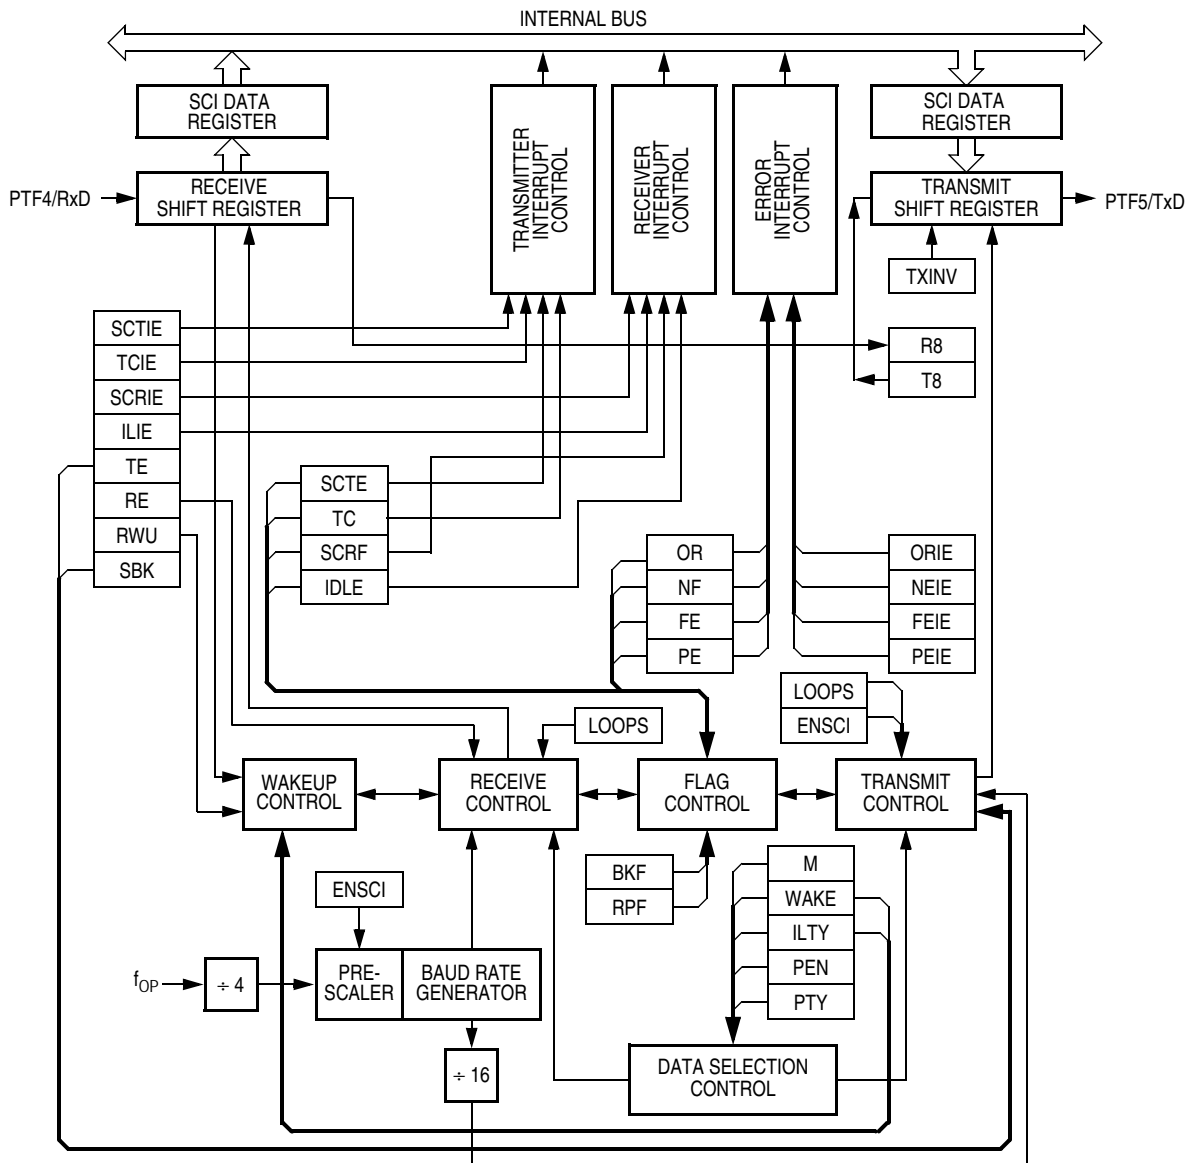 INTERNAL BUS
SCI DATA
REGISTER
SCI DATA
REGISTER
TRANSMITTER
INTERRUPT
CONTROL
RECEIVER
INTERRUPT
CONTROL
ERROR
INTERRUPT
CONTROL
PTF4/RxD
RECEIVE
SHIFT REGISTER
TRANSMIT
SHIFT REGISTER
PTF5/TxD
TXINV
SCTIE
TCIE
SCRIE
ILIE
TE
RE
RWU
SBK
R8
T8
SCTE
TC
SCRF
IDLE
OR
NF
FE
PE
ORIE
NEIE
FEIE
PEIE
LOOPS
ENSCI
LOOPS
WAKEUP
CONTROL
RECEIVE
CONTROL
FLAG
CONTROL
TRANSMIT
CONTROL
BKF
RPF
M
WAKE
ILTY
PEN
PTY
ENSCI
fOP
÷ 4
PRE-
SCALER
BAUD RATE
GENERATOR
÷ 16
DATA SELECTION
CONTROL